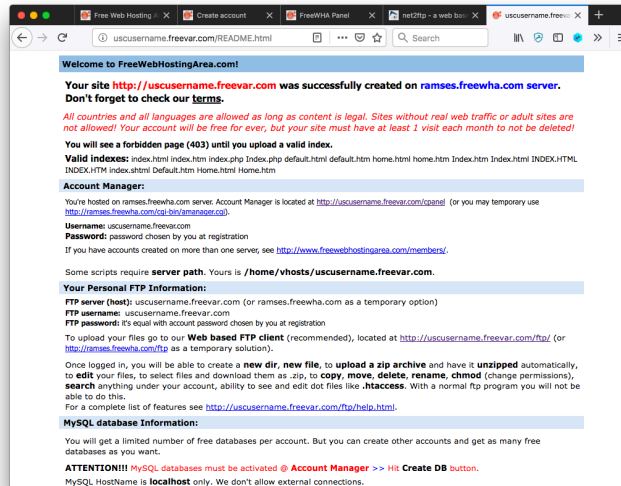 Free Web Hosting A
Create account
FreeWHA Panel
net2ftp - a web bas
uscusername.freeva
uscusername.freevar.com/README.html
Search
Welcome to FreeWebHostingArea.com!
Your site http://uscusername.freevar.com was successfully created on ramses.freewha.com server.
Don't forget to check our terms.
All countries and all languages are allowed as long as content is legal. Sites without real web traffic or adult sites are
not allowed! Your account will be free for ever, but your site must have at least 1 visit each month to not be deleted!
You will see a forbidden page (403) until you upload a valid index.
Valid indexes: index.html index.htm index.php Index.php default.html default.htm home.html home.htm Index.htm Index.html INDEX.HTML
INDEX.HTM index.shtml Default.htm Home.html Home.htm
Account Manager:
You're hosted on ramses.freewha.com server. Account Manager is located at http://uscusername.freevar.com/cpanel (or you may temporary use
http://ramses.freewha.com/cgi-bin/amanager.cgi).
Username: uscusername.freevar.com
Password: password chosen by you at registration
If you have accounts created on more than one server, see http://www.freewebhostingarea.com/members/.
Some scripts require server path. Yours is /home/vhosts/uscusername.freevar.com.
Your Personal FTP Information:
FTP server (host): uscusername.freevar.com (or ramses.freewha.com as a temporary option)
FTP username: uscusername.freevar.com
FTP password: it's equal with account password chosen by you at registration
To upload your files go to our Web based FTP client (recommended), located at http://uscusername.freevar.com/ftp/ (or
http://ramses.freewha.com/ftp as a temporary solution).
Once logged in, you will be able to create a new dir, new file, to upload a zip archive and have it unzipped automatically,
to edit your files, to select files and download them as .zip, to copy, move, delete, rename, chmod (change permissions),
search anything under your account, ability to see and edit dot files like .htaccess. With a normal ftp program you will not be
able to do this.
For a complete list of features see http://uscusername.freevar.com/ftp/help.html.
MySQL database Information:
You will get a limited number of free databases per account. But you can create other accounts and get as many free
databases as you want.
ATTENTION!!! MySQL databases must be activated @ Account Manager >> Hit Create DB button.
MySQL HostName is localhost only. We don't allow external connections.